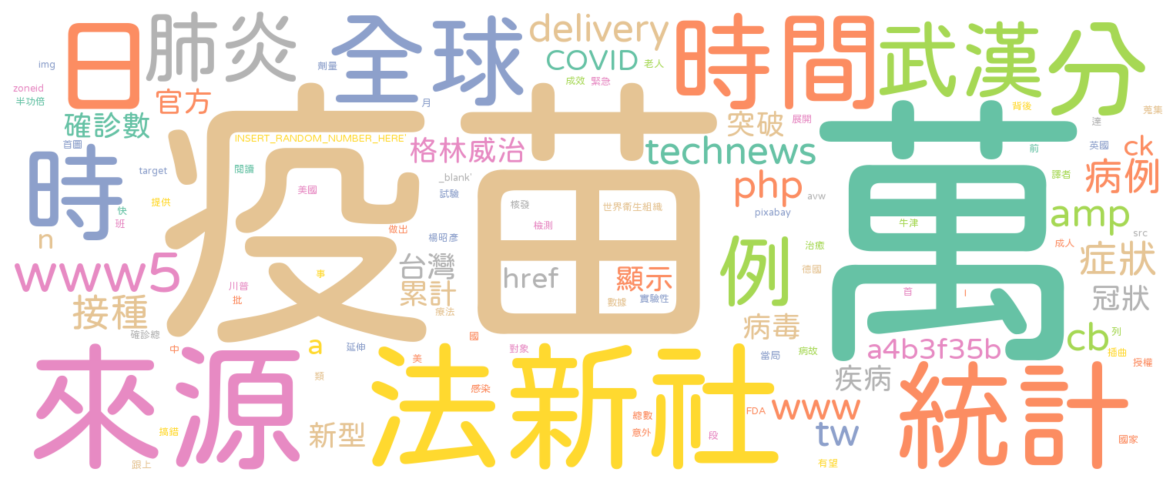 日
肺炎
全球
delivery
COVID
老人
成效
緊急
時間
武漢
分
img
劑量
zoneid
半功倍
官方
月
確診數
首圖
INSERT_RANDOM_NUMBER_HERE
格林威治
突破
展開
背後
蒐集
technews
速
前
英國
ck
時
閱讀
target
_blank'
試驗
php
譯者
病例
美國
提供
快
班
核發
世界衛生組織
avw
pixabay
amp
疫苗
萬
檢測
牛津
n
做出
楊昭彥
src
www5
事
台灣
href
顯示
例
治癒
成人
症狀
川普
批
累計
實驗性
數據
德國
首
冠狀
接種
療法
病毒
確診總
國
列
中
a
延伸
對象
a4b3f35b
cb
當局
病故
插曲
美
授權
來源
法新社
疾病
統計
類
感染
www
FDA
總數
意外
搞錯
新型
段
tw
國家
跟上
有望